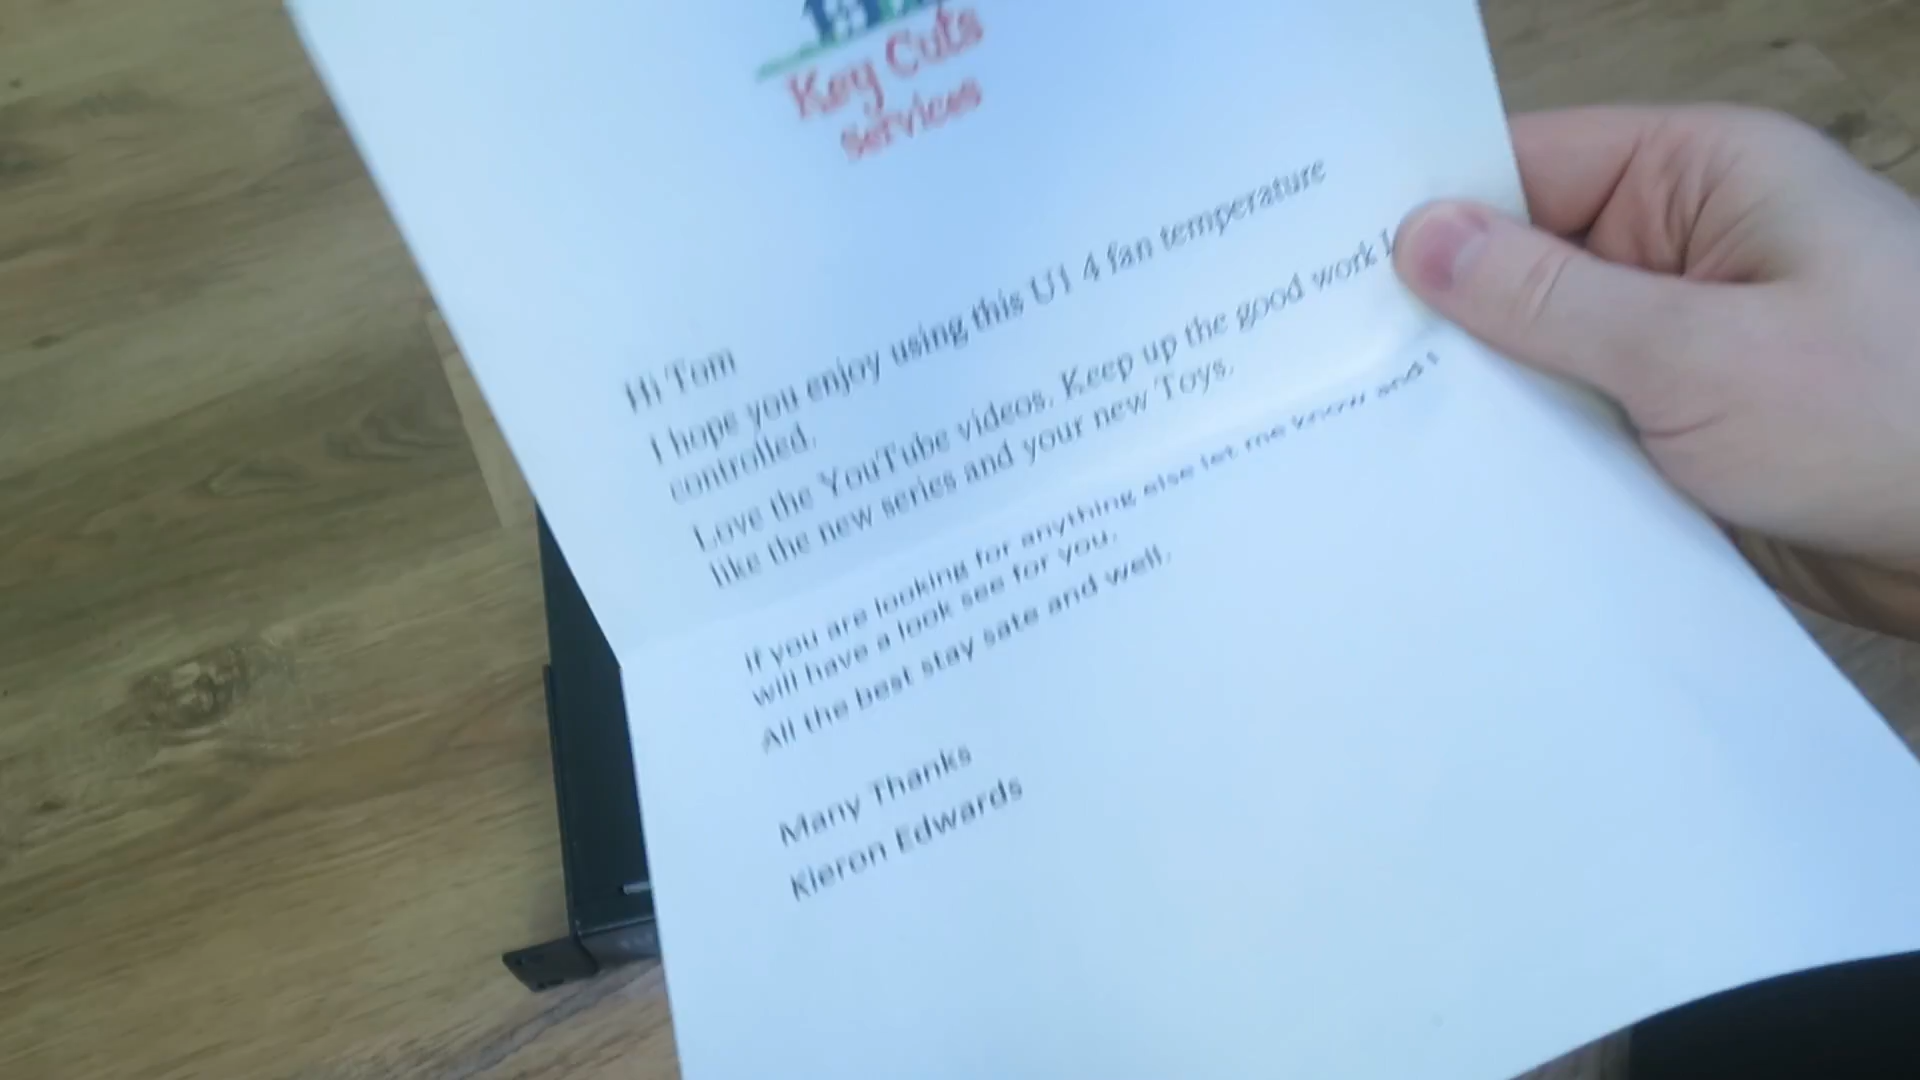 Key Cuts
services
Hi Tom
I hope you enjoy using this U1 4 fan temperature
controlled.
Love the YouTube videos. Keep up the good work I
like the new series and your new Toys.
If you are looking for anything else let me know and I
will have a look see for you.
All the best stay sate and well.
Many Thanks
Kieron Edwards